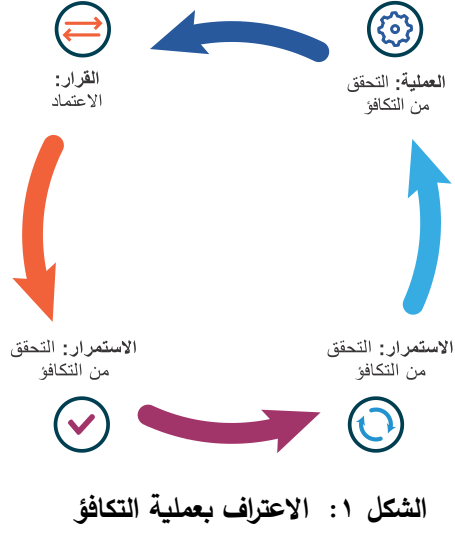 العملية: التحقق
من التكافؤ
القرار:
الاعتماد
الاستمرار: التحقق
من التكافؤ
الاستمرار: التحقق
من التكافؤ
الشكل ١: الاعتراف بعملية التكافؤ